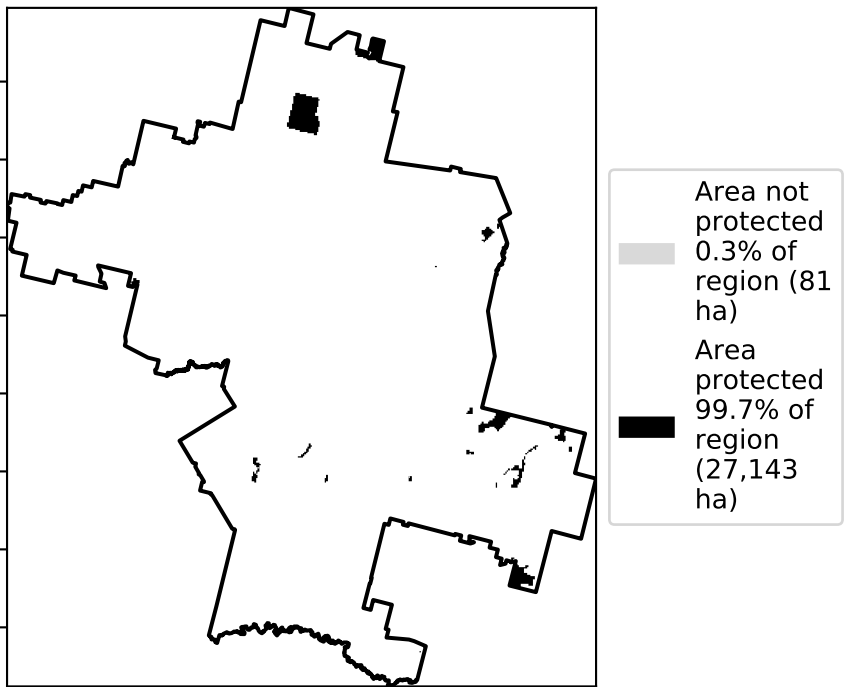 Area not
protected
0.3% of
region (81
ha)
Area
protected
99.7% of
region
(27,143
ha)